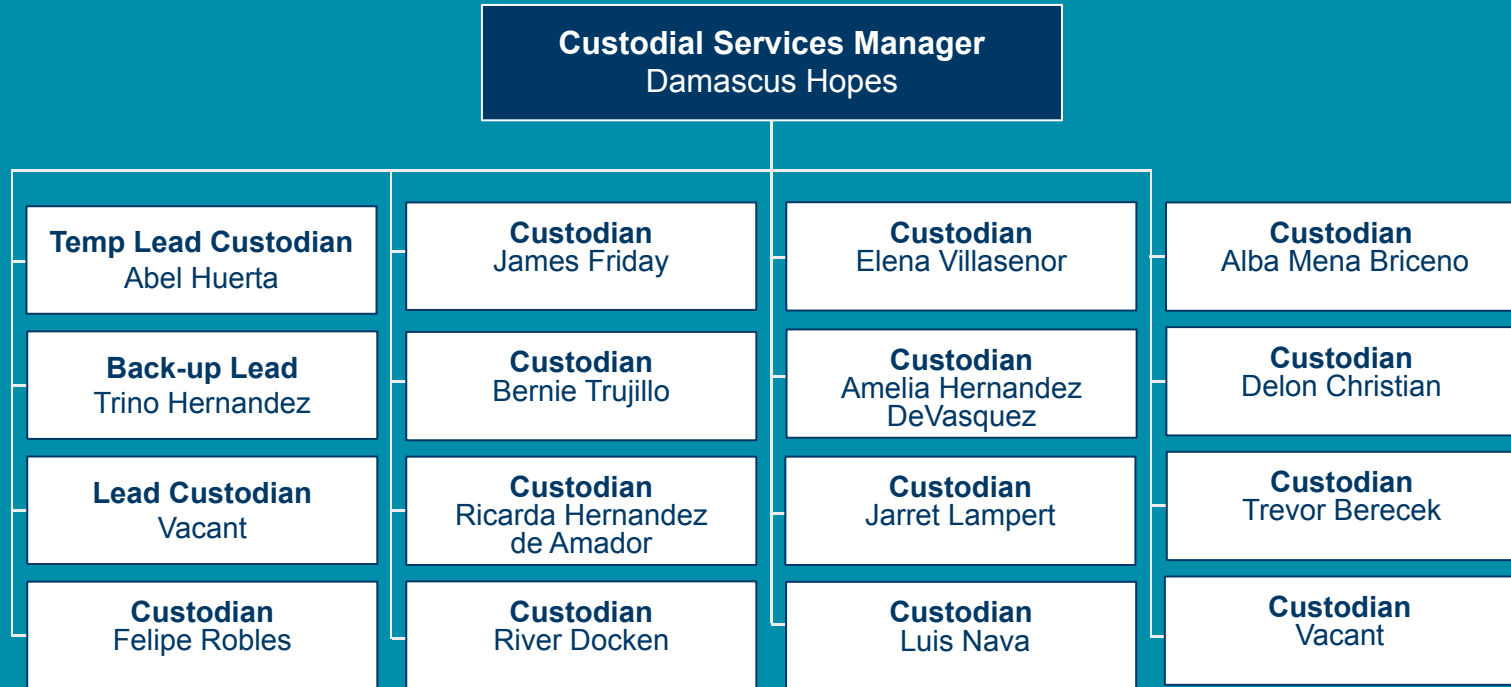 Custodial Services Manager
Damascus Hopes
Temp Lead Custodian
Abel Huerta
Back-up Lead
Trino Hernandez
Lead Custodian
Vacant
Custodian
Felipe Robles
Custodian
James Friday
Custodian
Bernie Trujillo
Custodian
Ricarda Hernandez
de Amador
Custodian
River Docken
Custodian
Elena Villasenor
Custodian
Amelia Hernandez
DeVasquez
Custodian
Jarret Lampert
Custodian
Luis Nava
Custodian
Alba Mena Briceno
Custodian
Delon Christian
Custodian
Trevor Berecek
Custodian
Vacant